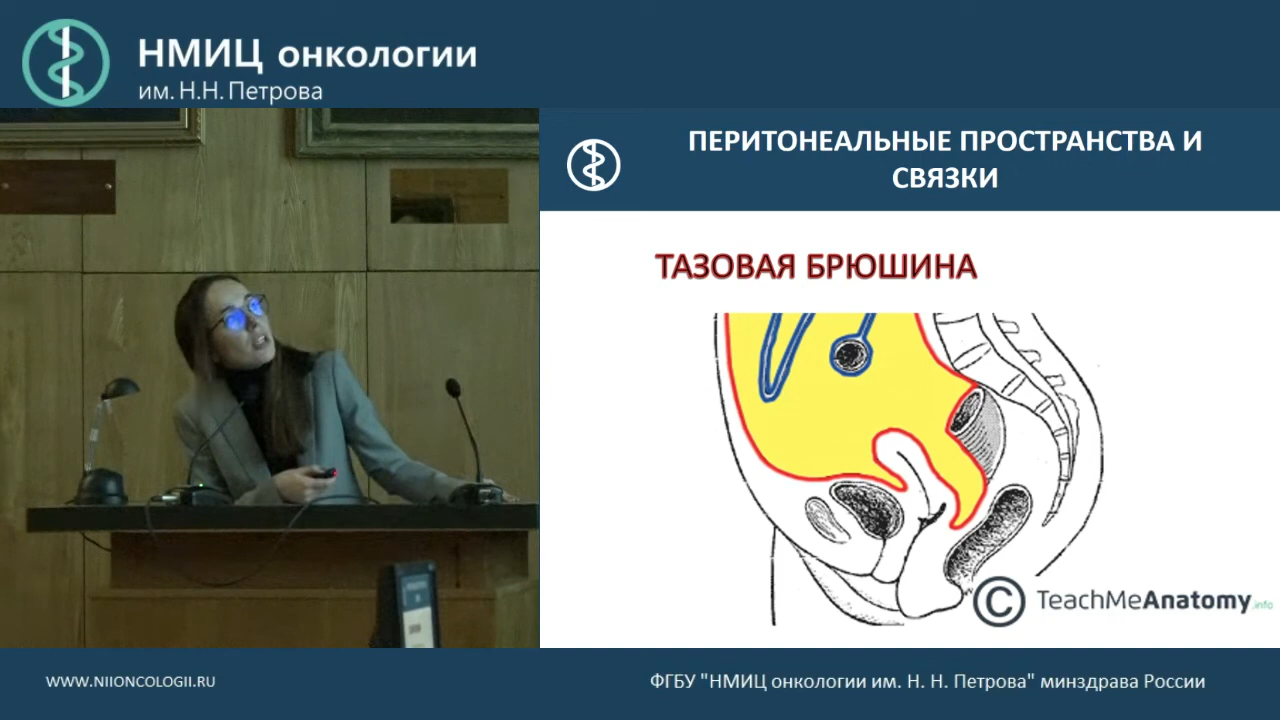 НМИЦ онкологии
им. Н.Н. Петрова
ПЕРИТОНЕАЛЬНЫЕ ПРОСТРАНСТВА И
СВЯЗКИ
ТАЗОВАЯ БРЮШИНА
© TeachMeAnatomy.info
WWW.NIIONCOLOGII.RU
ФГБУ "НМИЦ онкологии им. Н. Н. Петрова" минздрава России